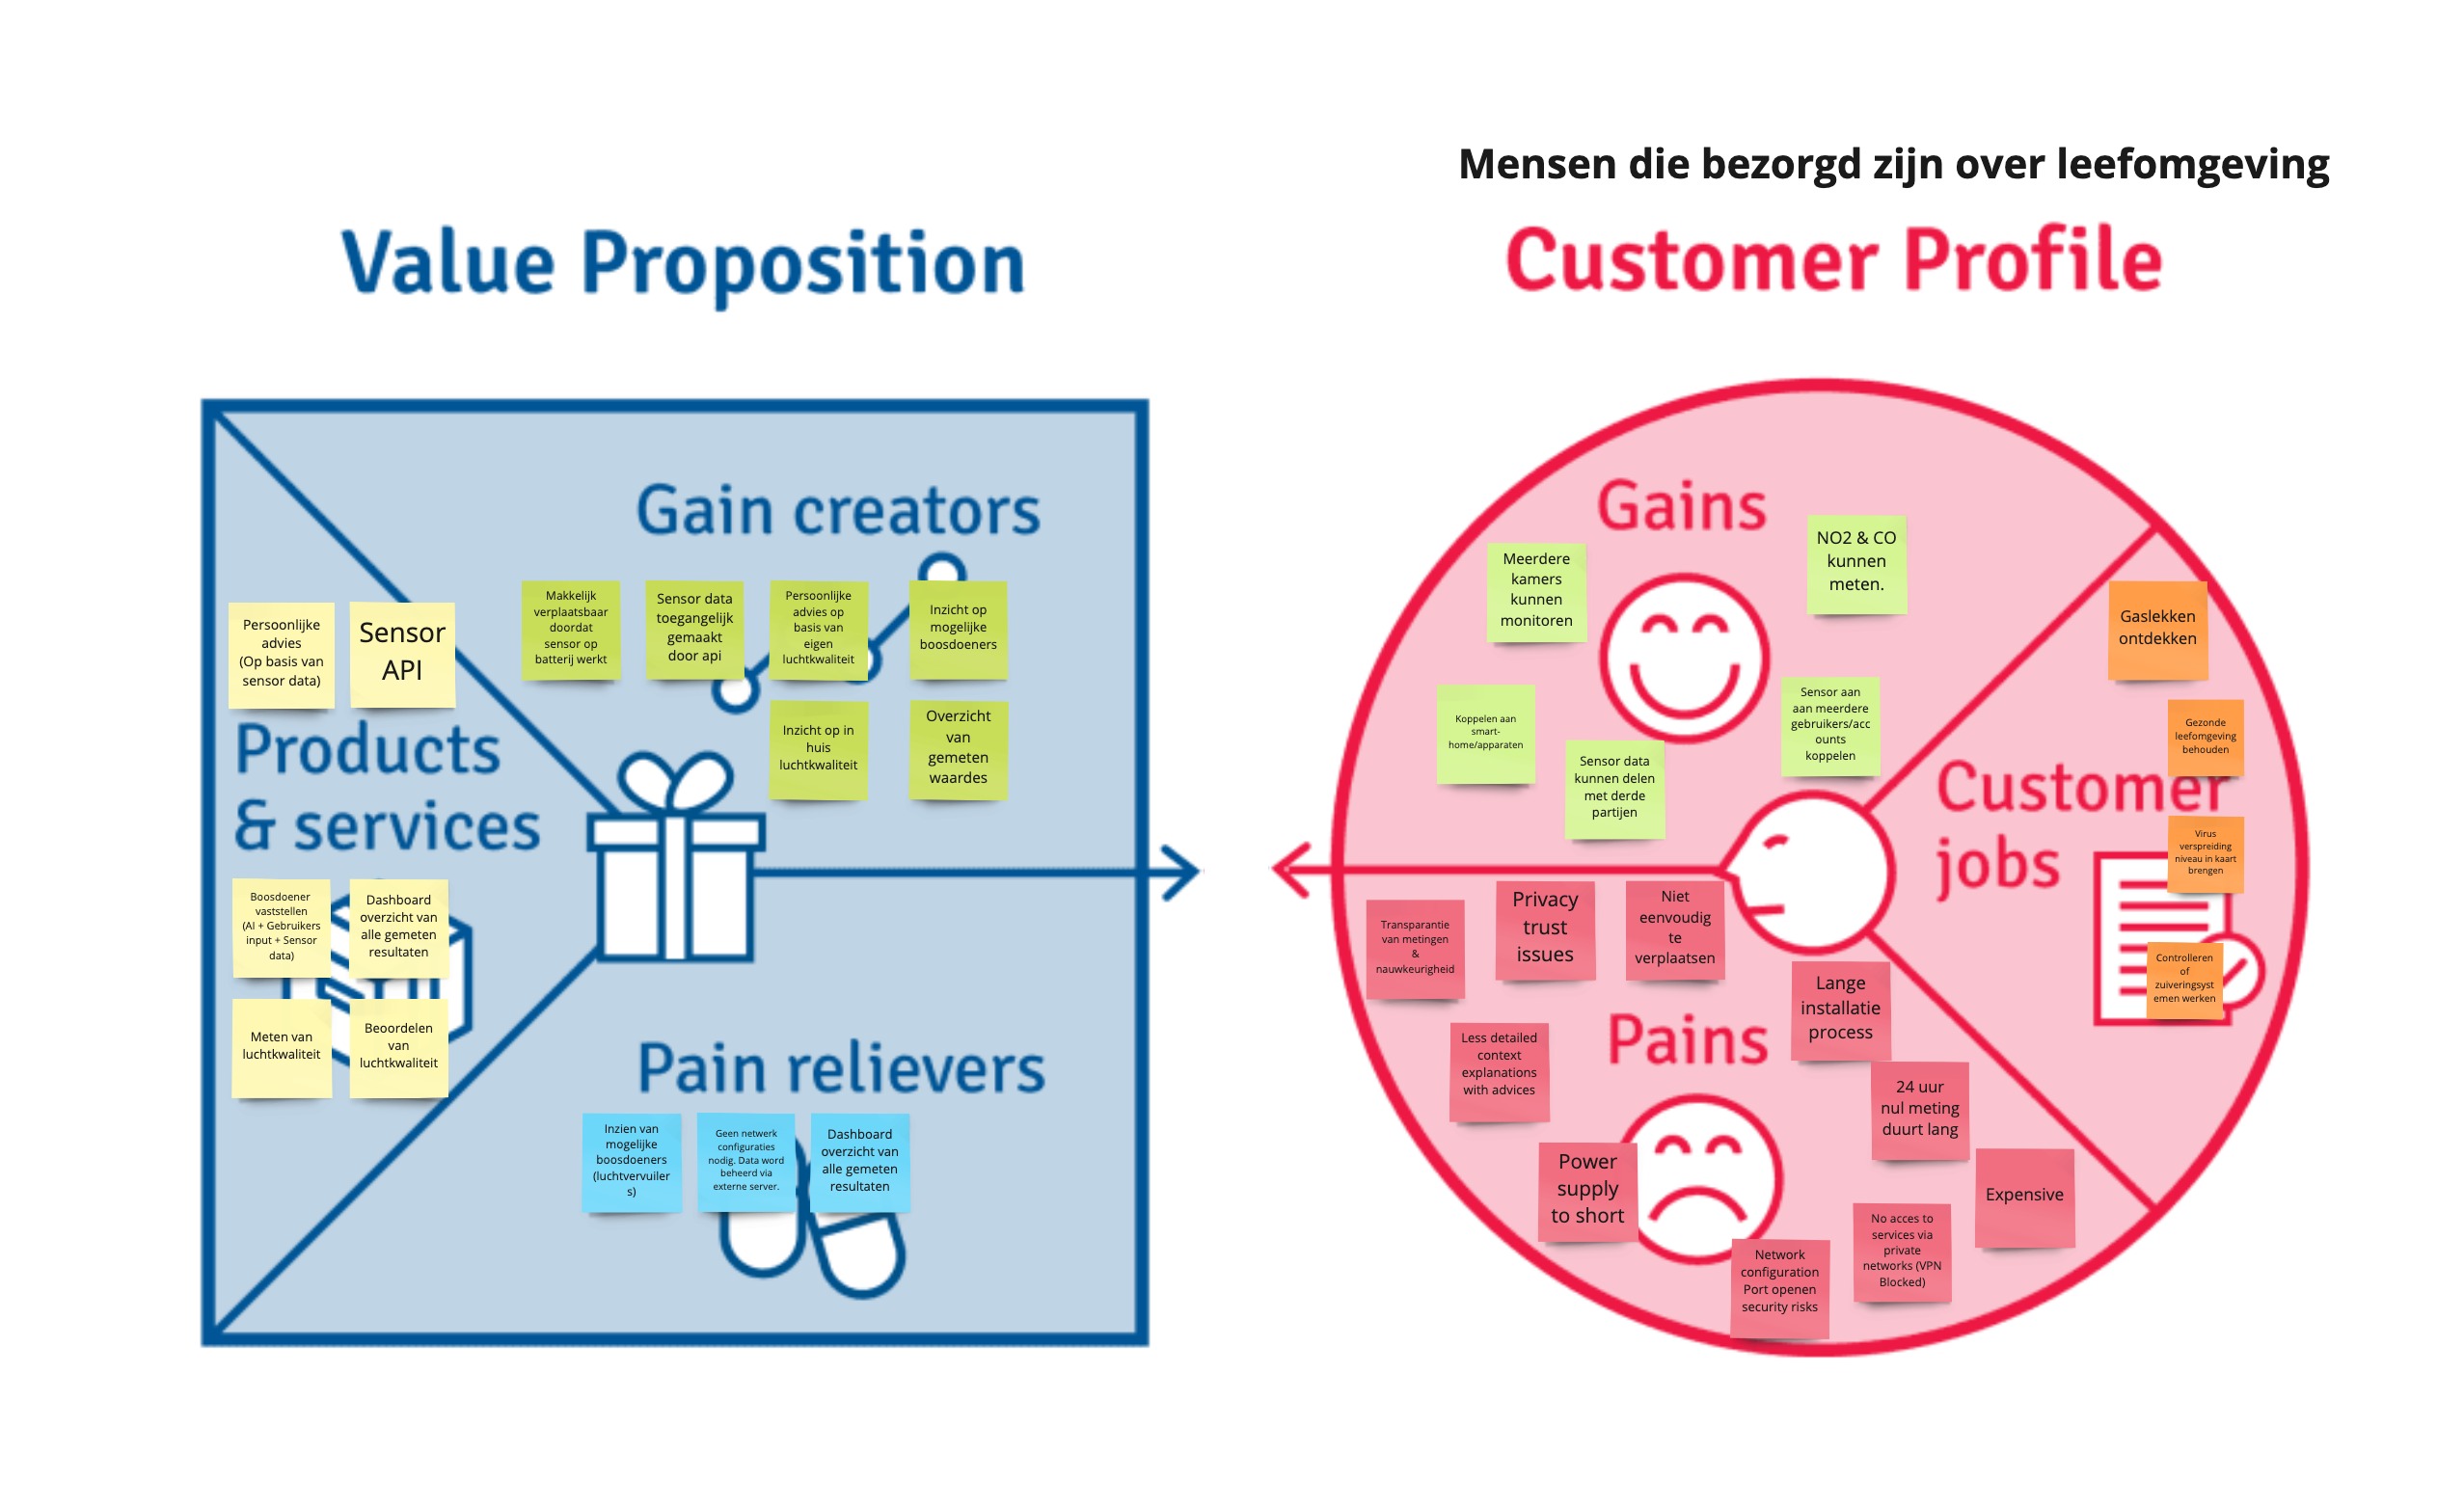 Mensen die bezorgd zijn over leefomgeving
Value Proposition
Customer Profile
Gain creators
Makkelijk
verplaatsbaar
doordat
sensor op
batterij werkt
Sensor data
toegangelijk
gemaakt
door api
Persoonlijke
advies op
basis van
eigen
luchtkwaliteit
Inzicht op
mogelijke
boosdoeners
Inzicht op in
huis
luchtkwaliteit
Overzicht
van
gemeten
waardes
Persoonlijke
advies
(Op basis van
sensor data)
Sensor
API
Products
& services
Boosdoener
vaststellen
(AI + Gebruikers
input + Sensor
data)
Dashboard
overzicht van
alle gemeten
resultaten
Meten van
luchtkwaliteit
Beoordelen
van
luchtkwaliteit
Pain relievers
Inzien van
mogelijke
boosdoeners
(luchtvervuiler
s)
Geen netwerk
configuraties
nodig. Data word
beheerd via
externe server.
Dashboard
overzicht van
alle gemeten
resultaten
Gains
Meerdere
kamers
kunnen
monitoren
NO2 & CO
kunnen
meten.
Koppelen aan
smart-
home/apparaten
Sensor data
kunnen delen
met derde
partijen
Sensor aan
aan meerdere
gebruikers/acc
ounts
koppelen
Customer
jobs
Gaslekken
ontdekken
Gezonde
leefomgeving
behouden
Virus
verspreiding
niveau in kaart
brengen
Controlleren
of
zuiveringsyst
emen werken
Pains
Transparantie
van metingen
&
nauwkeurigheid
Privacy
trust
issues
Niet
eenvoudig
te
verplaatsen
Lange
installatie
process
Less detailed
context
explanations
with advices
24 uur
nul meting
duurt lang
Power
supply
to short
Expensive
No acces to
services via
private
networks (VPN
Blocked)
Network
configuration
Port openen
security risks